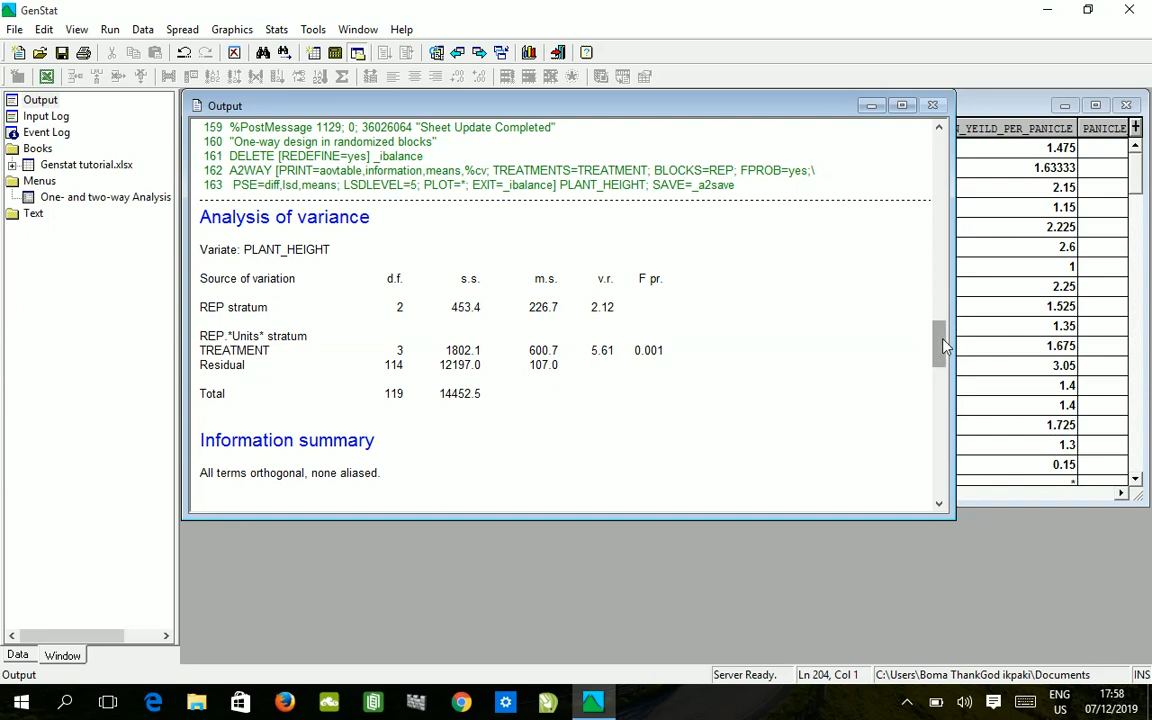 GenStat
File Edit View Run Data Spread Graphics Stats Tools Window Help
Output
Input Log
Event Log
Books
Genstat tutorial.xlsx
Menus
One- and two-way Analysis
Text
Data Window
Output
159 %PostMessage 1129; 0; 36026064 "Sheet Update Completed"
160 "One-way design in randomized blocks"
161 DELETE [REDEFINE=yes] _ibalance
162 A2WAY [PRINT=aovtable,information,means,%cv; TREATMENTS=TREATMENT; BLOCKS=REP; FPROB=yes;\
163 PSE=diff,lsd,means; LSDLEVEL=5; PLOT=*; EXIT=_ibalance] PLANT_HEIGHT; SAVE=_a2save
Analysis of variance
Variate: PLANT_HEIGHT
Source of variation d.f. s.s. m.s. v.r. F pr.
REP stratum 2 453.4 226.7 2.12
REP.*Units* stratum
TREATMENT 3 1802.1 600.7 5.61 0.001
Residual 114 12197.0 107.0
Total 119 14452.5
Information summary
All terms orthogonal, none aliased.
N_YEILD_PER_PANICLE PANICLE
1.475
1.63333
2.15
1.15
2.225
2.6
1
2.25
1.525
1.35
1.675
3.05
1.4
1.4
1.725
1.3
0.15
*
Output Server Ready. Ln 204, Col 1 C:\Users\Boma ThankGod ikpaki\Documents INS
ENG
US
17:58
07/12/2019